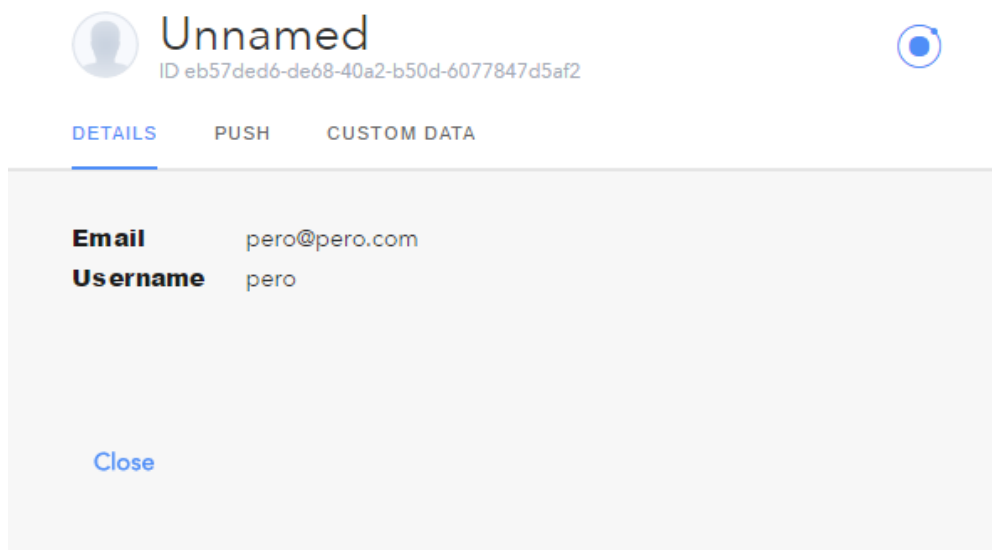 Unnamed
ID eb57ded6-de68-40a2-b50d-6077847d5af2
DETAILS PUSH CUSTOM DATA
Email pero@pero.com
Username pero
Close